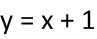 y = x + 1